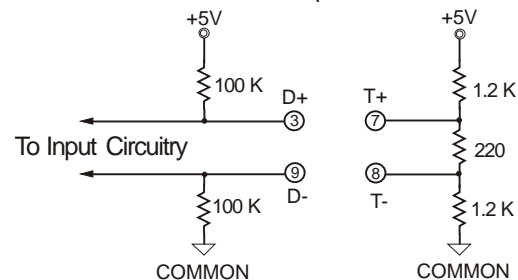 +5V
+5V
100 K
1.2 K
D+
T+
3
7
To Input Circuitry
220
9
8
D-
T-
100 K
1.2 K
COMMON
COMMON